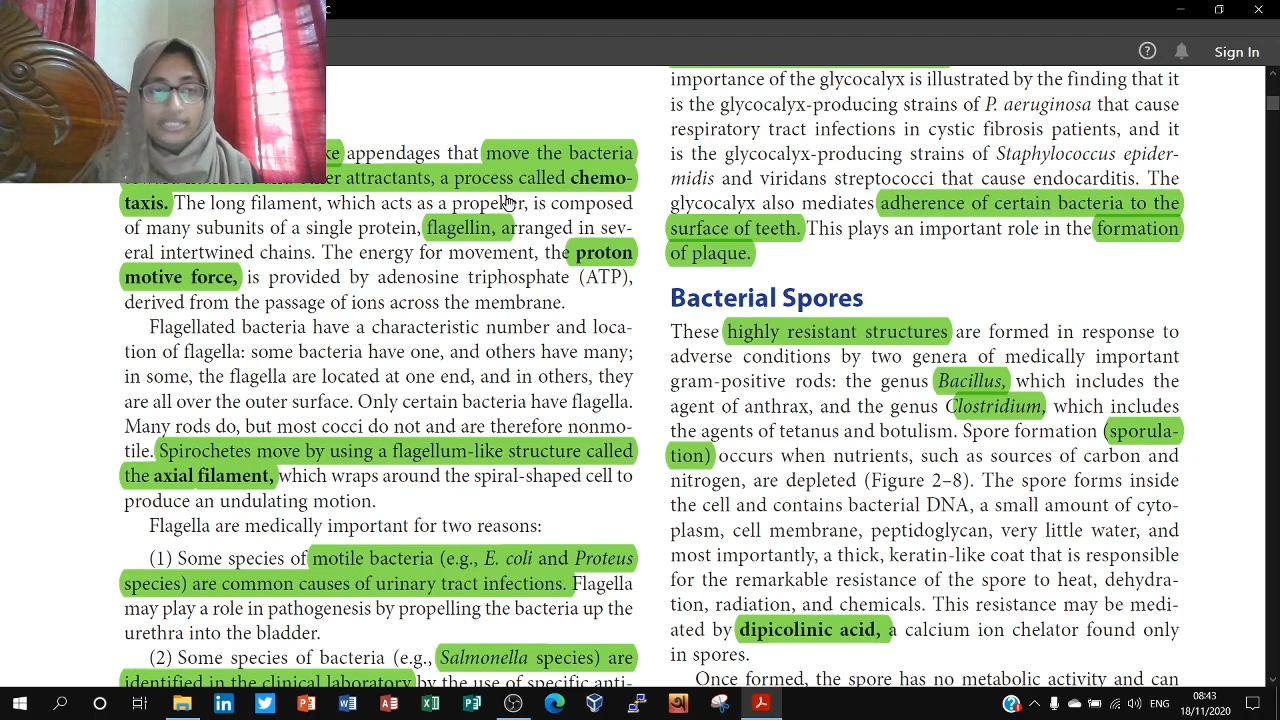 C
Sign In
ke appendages that move the bacteria
er attractants, a process called chemo-
taxis. The long filament, which acts as a propeller, is composed
of many subunits of a single protein, flagellin, arranged in sev-
eral intertwined chains. The energy for movement, the proton
motive force, is provided by adenosine triphosphate (ATP),
derived from the passage of ions across the membrane.
Flagellated bacteria have a characteristic number and loca-
tion of flagella: some bacteria have one, and others have many;
in some, the flagella are located at one end, and in others, they
are all over the outer surface. Only certain bacteria have flagella.
Many rods do, but most cocci do not and are therefore nonmo-
tile. Spirochetes move by using a flagellum-like structure called
the axial filament, which wraps around the spiral-shaped cell to
produce an undulating motion.
Flagella are medically important for two reasons:
(1) Some species of motile bacteria (e.g., E. coli and Proteus
species) are common causes of urinary tract infections. Flagella
may play a role in pathogenesis by propelling the bacteria up the
urethra into the bladder.
(2) Some species of bacteria (e.g., Salmonella species) are
identified in the clinical laboratory by the use of specific anti-
importance of the glycocalyx is illustrated by the finding that it
is the glycocalyx-producing strains of P. aeruginosa that cause
respiratory tract infections in cystic fibrosis patients, and it
is the glycocalyx-producing strains of Staphylococcus epider-
midis and viridans streptococci that cause endocarditis. The
glycocalyx also mediates adherence of certain bacteria to the
surface of teeth. This plays an important role in the formation
of plaque.
Bacterial Spores
These highly resistant structures are formed in response to
adverse conditions by two genera of medically important
gram-positive rods: the genus Bacillus, which includes the
agent of anthrax, and the genus Clostridium, which includes
the agents of tetanus and botulism. Spore formation (sporula-
tion) occurs when nutrients, such as sources of carbon and
nitrogen, are depleted (Figure 2–8). The spore forms inside
the cell and contains bacterial DNA, a small amount of cyto-
plasm, cell membrane, peptidoglycan, very little water, and
most importantly, a thick, keratin-like coat that is responsible
for the remarkable resistance of the spore to heat, dehydra-
tion, radiation, and chemicals. This resistance may be medi-
ated by dipicolinic acid, a calcium ion chelator found only
in spores.
Once formed, the spore has no metabolic activity and can
ENG
08:43
18/11/2020